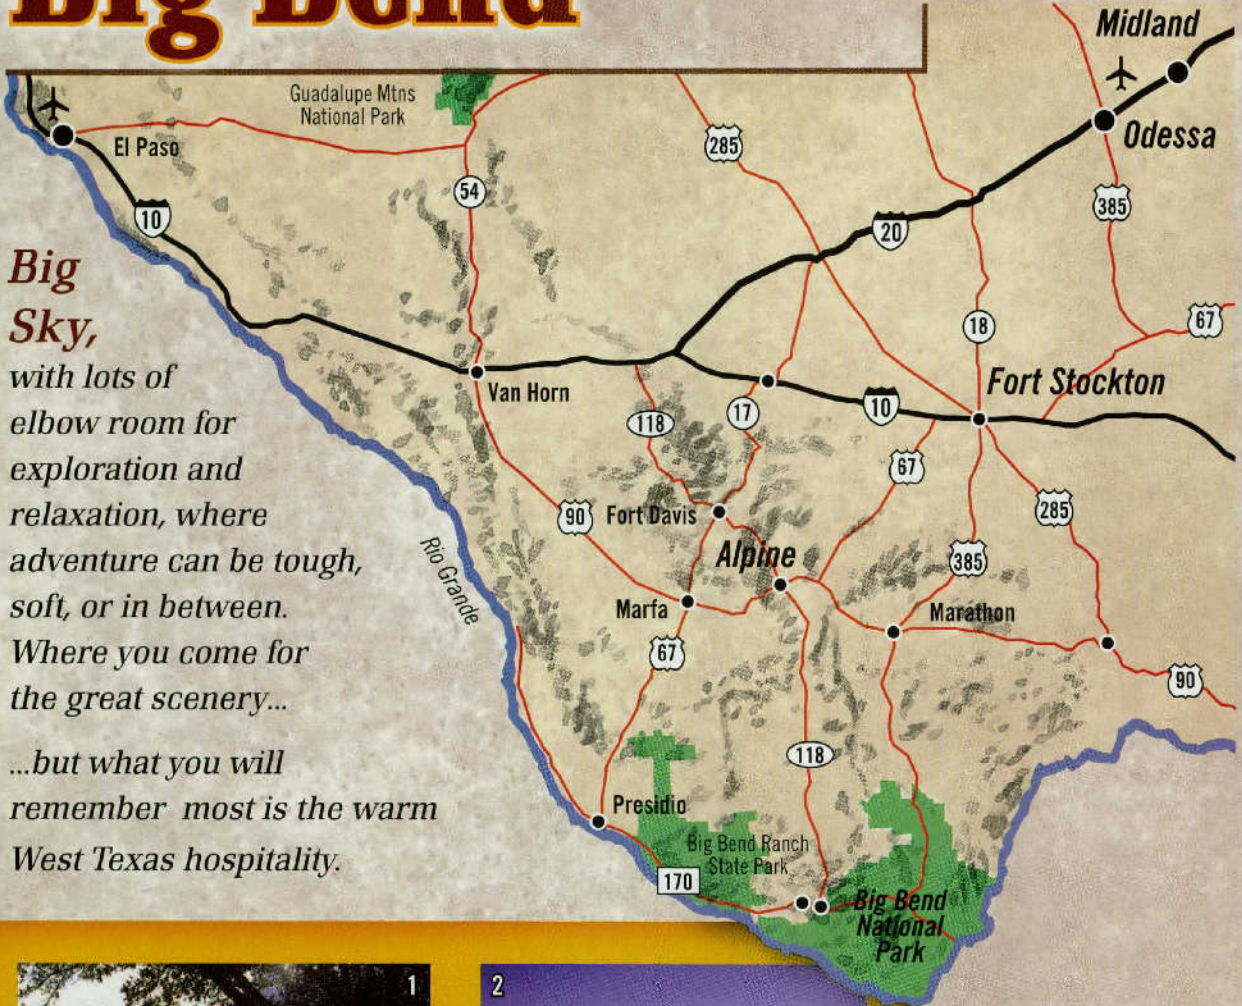 Big Bend
Midland
Guadalupe Mtns
National Park
El Paso
Odessa
285
54
10
385
20
Big
Sky,
with lots of
elbow room for
exploration and
relaxation, where
adventure can be tough,
soft, or in between.
Where you come for
the great scenery...
...but what you will
remember most is the warm
West Texas hospitality.
67
18
Van Horn
Fort Stockton
118
17
10
67
90
Fort Davis
285
Alpine
385
Rio Grande
Marfa
Marathon
67
90
118
Presidio
Big Bend Ranch
State Park
170
Big Bend
National
Park
1
2